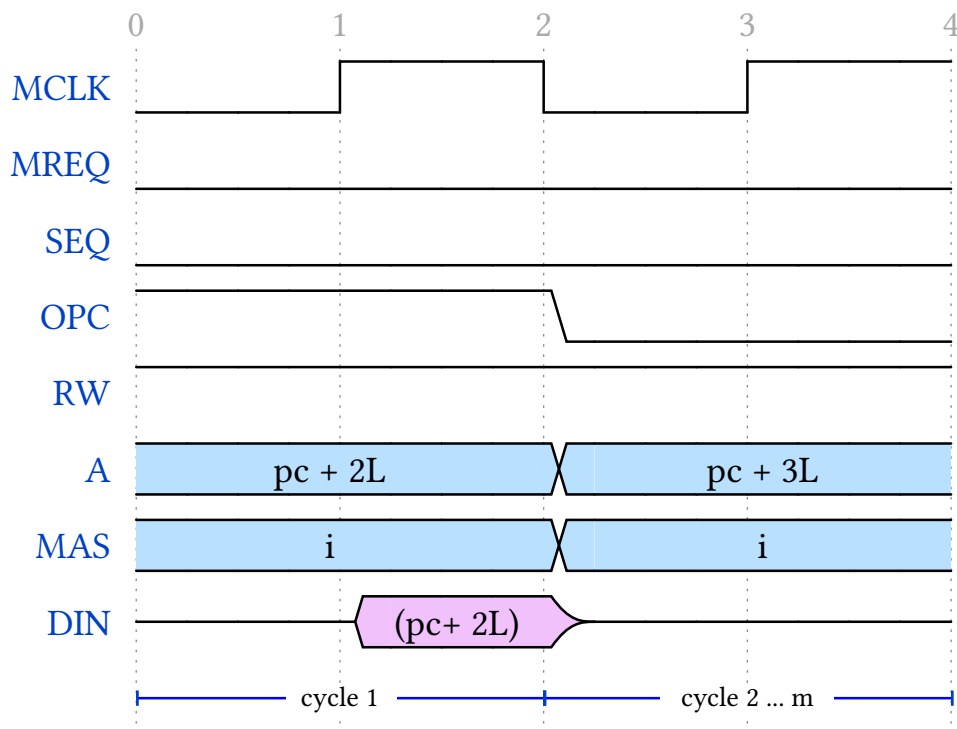 0 1 2 3 4
MCLK
MREQ
SEQ
OPC
RW
A pc + 2L pc + 3L
MAS i i
DIN (pc+ 2L)
cycle 1 cycle 2 ... m